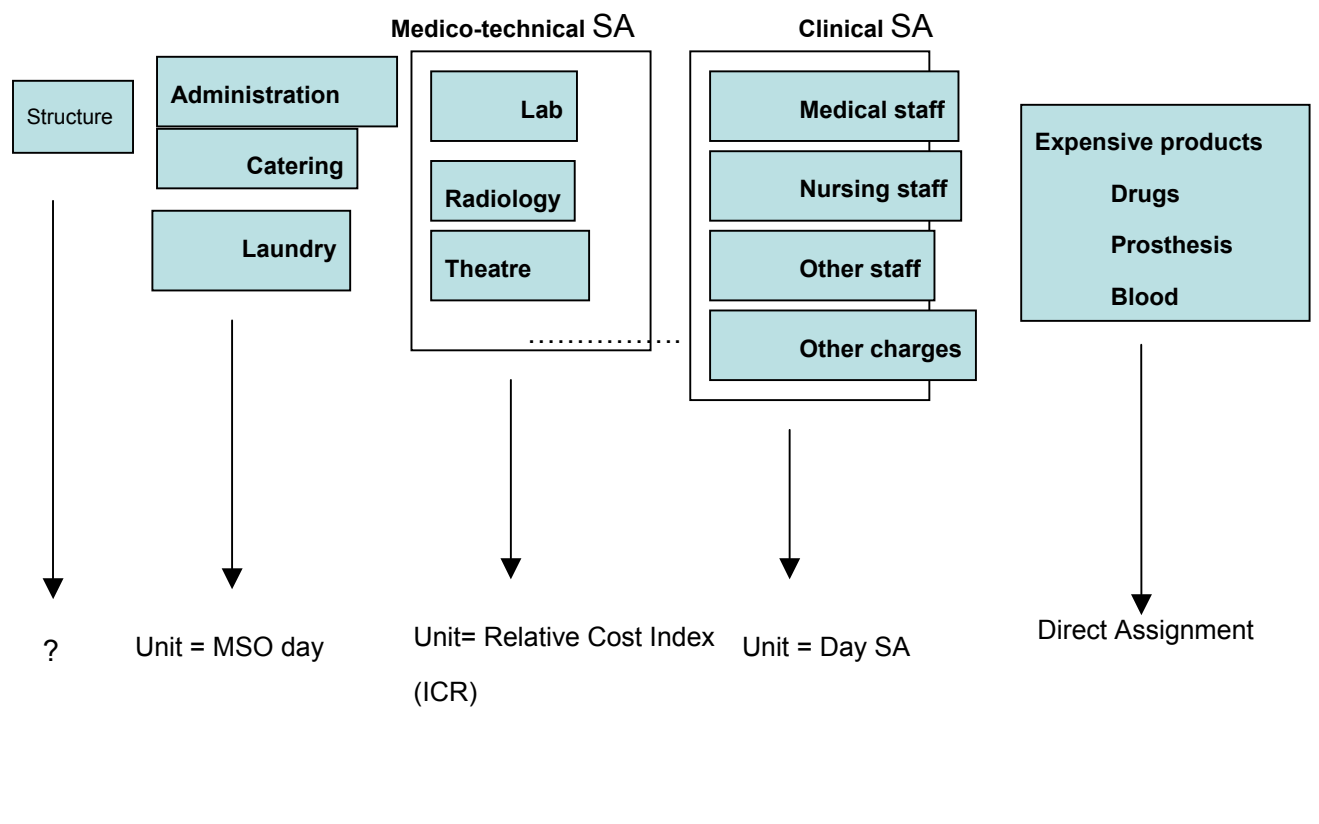 Medico-technical SA
Clinical SA
Structure
Administration
Catering
Laundry
Lab
Radiology
Theatre
……………..
Medical staff
Nursing staff
Other staff
Other charges
Expensive products
Drugs
Prosthesis
Blood
?
Unit = MSO day
Unit= Relative Cost Index
(ICR)
Unit = Day SA
Direct Assignment